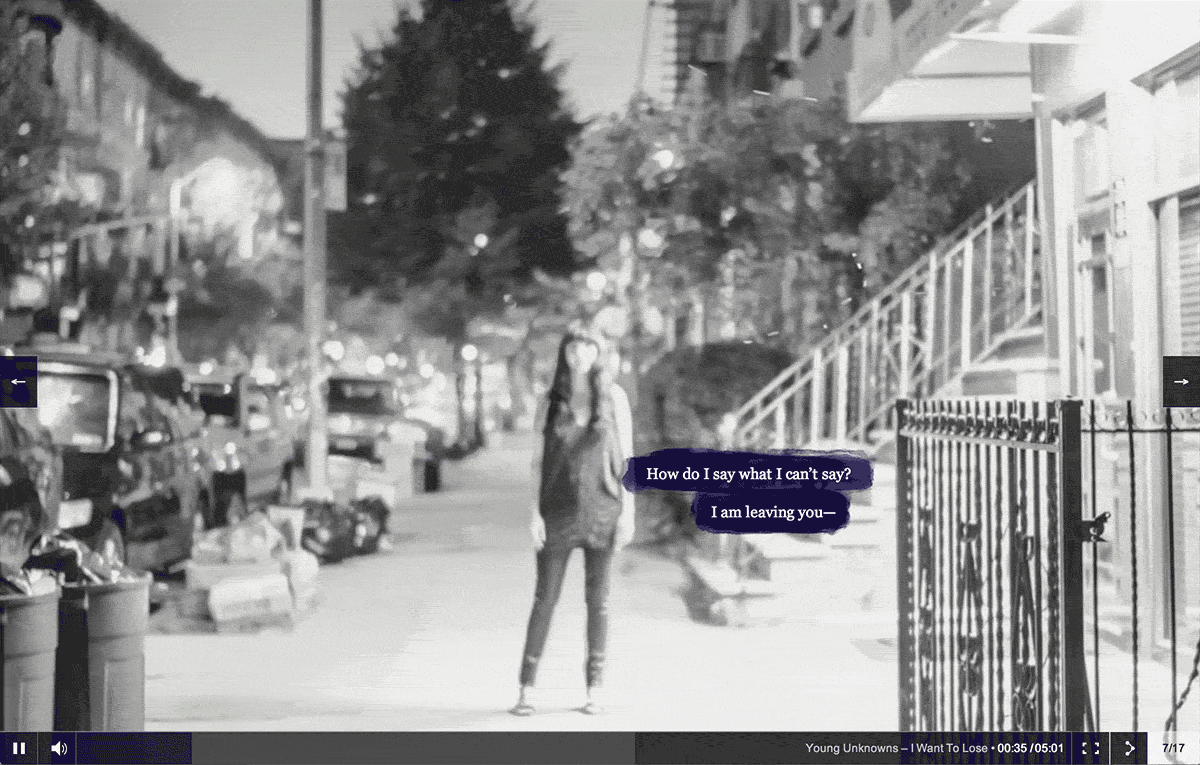 How do I say what I can’t say?
I am leaving you—
Young Unknowns – I Want To Lose • 00:35 / 05:01
7/17